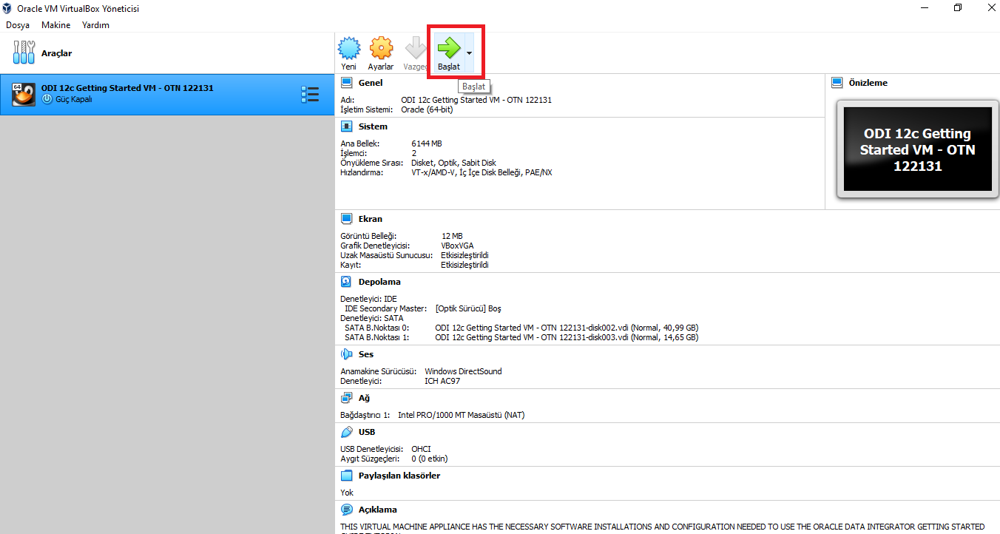 Oracle VM VirtualBox Yöneticisi
Dosya Makine Yardım
Araçlar
Yeni Ayarlar Vazgeç Başlat
Başlat
64
ODI 12c Getting Started VM - OTN 122131
Güç Kapalı
Genel
Adı: ODI 12c Getting Started VM - OTN 122131
İşletim Sistemi: Oracle (64-bit)
Önizleme
ODI 12c Getting
Started VM - OTN
122131
Sistem
Ana Bellek: 6144 MB
İşlemci: 2
Önyükleme Sırası: Disket, Optik, Sabit Disk
Hızlandırma: VT-x/AMD-V, İç İçe Disk Belleği, PAE/NX
Ekran
Görüntü Belleği: 12 MB
Grafik Denetleyicisi: VBoxVGA
Uzak Masaüstü Sunucusu: Etkisizleştirildi
Kayıt: Etkisizleştirildi
Depolama
Denetleyici: IDE
IDE Secondary Master: [Optik Sürücü] Boş
Denetleyici: SATA
SATA B.Noktası 0: ODI 12c Getting Started VM - OTN 122131-disk002.vdi (Normal, 40,99 GB)
SATA B.Noktası 1: ODI 12c Getting Started VM - OTN 122131-disk003.vdi (Normal, 14,65 GB)
Ses
Anamakine Sürücüsü: Windows DirectSound
Denetleyici: ICH AC97
Ağ
Bağdaştırıcı 1: Intel PRO/1000 MT Masaüstü (NAT)
USB
USB Denetleyicisi: OHCI
Aygıt Süzgeçleri: 0 (0 etkin)
Paylaşılan klasörler
Yok
Açıklama
THIS VIRTUAL MACHINE APPLIANCE HAS THE NECESSARY SOFTWARE INSTALLATIONS AND CONFIGURATION NEEDED TO USE THE ORACLE DATA INTEGRATOR GETTING STARTED